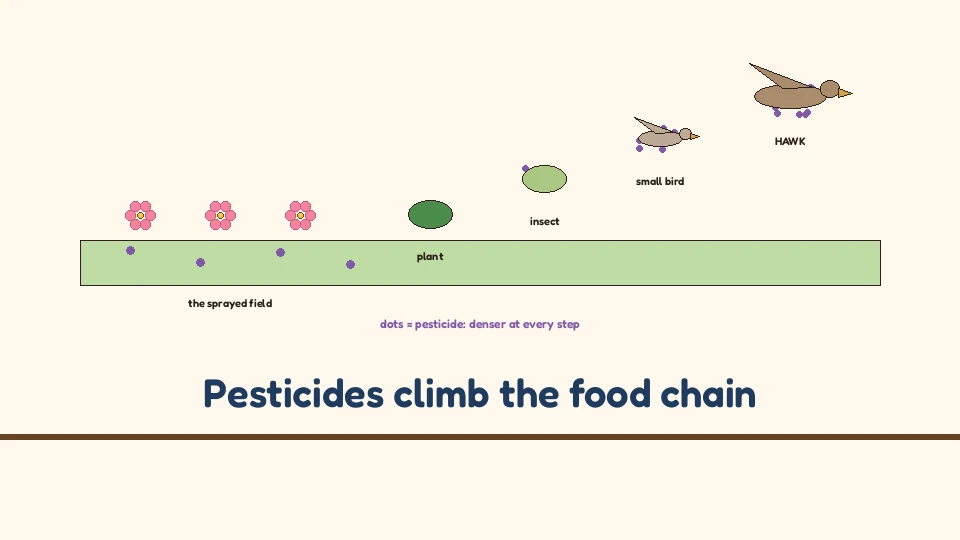 HAWK
small bird
insect
plant
the sprayed field
dots = pesticide: denser at every step
Pesticides climb the food chain